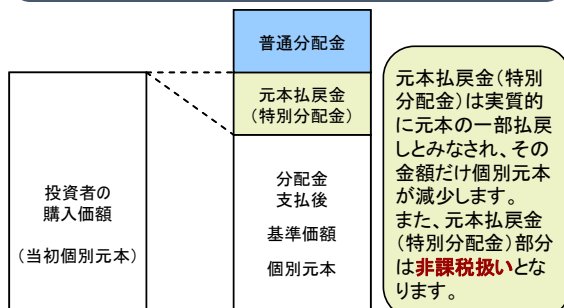 普通分配金
元本払戻金
(特別分配金)
投資者の
購入価額
(当初個別元本)
分配金
支払後
基準価額
個別元本
元本払戻金(特別
分配金)は実質的
に元本の一部払戻
しとみなされ、その
金額だけ個別元本
が減少します。
また、元本払戻金
(特別分配金)部分
は非課税扱いとな
ります。